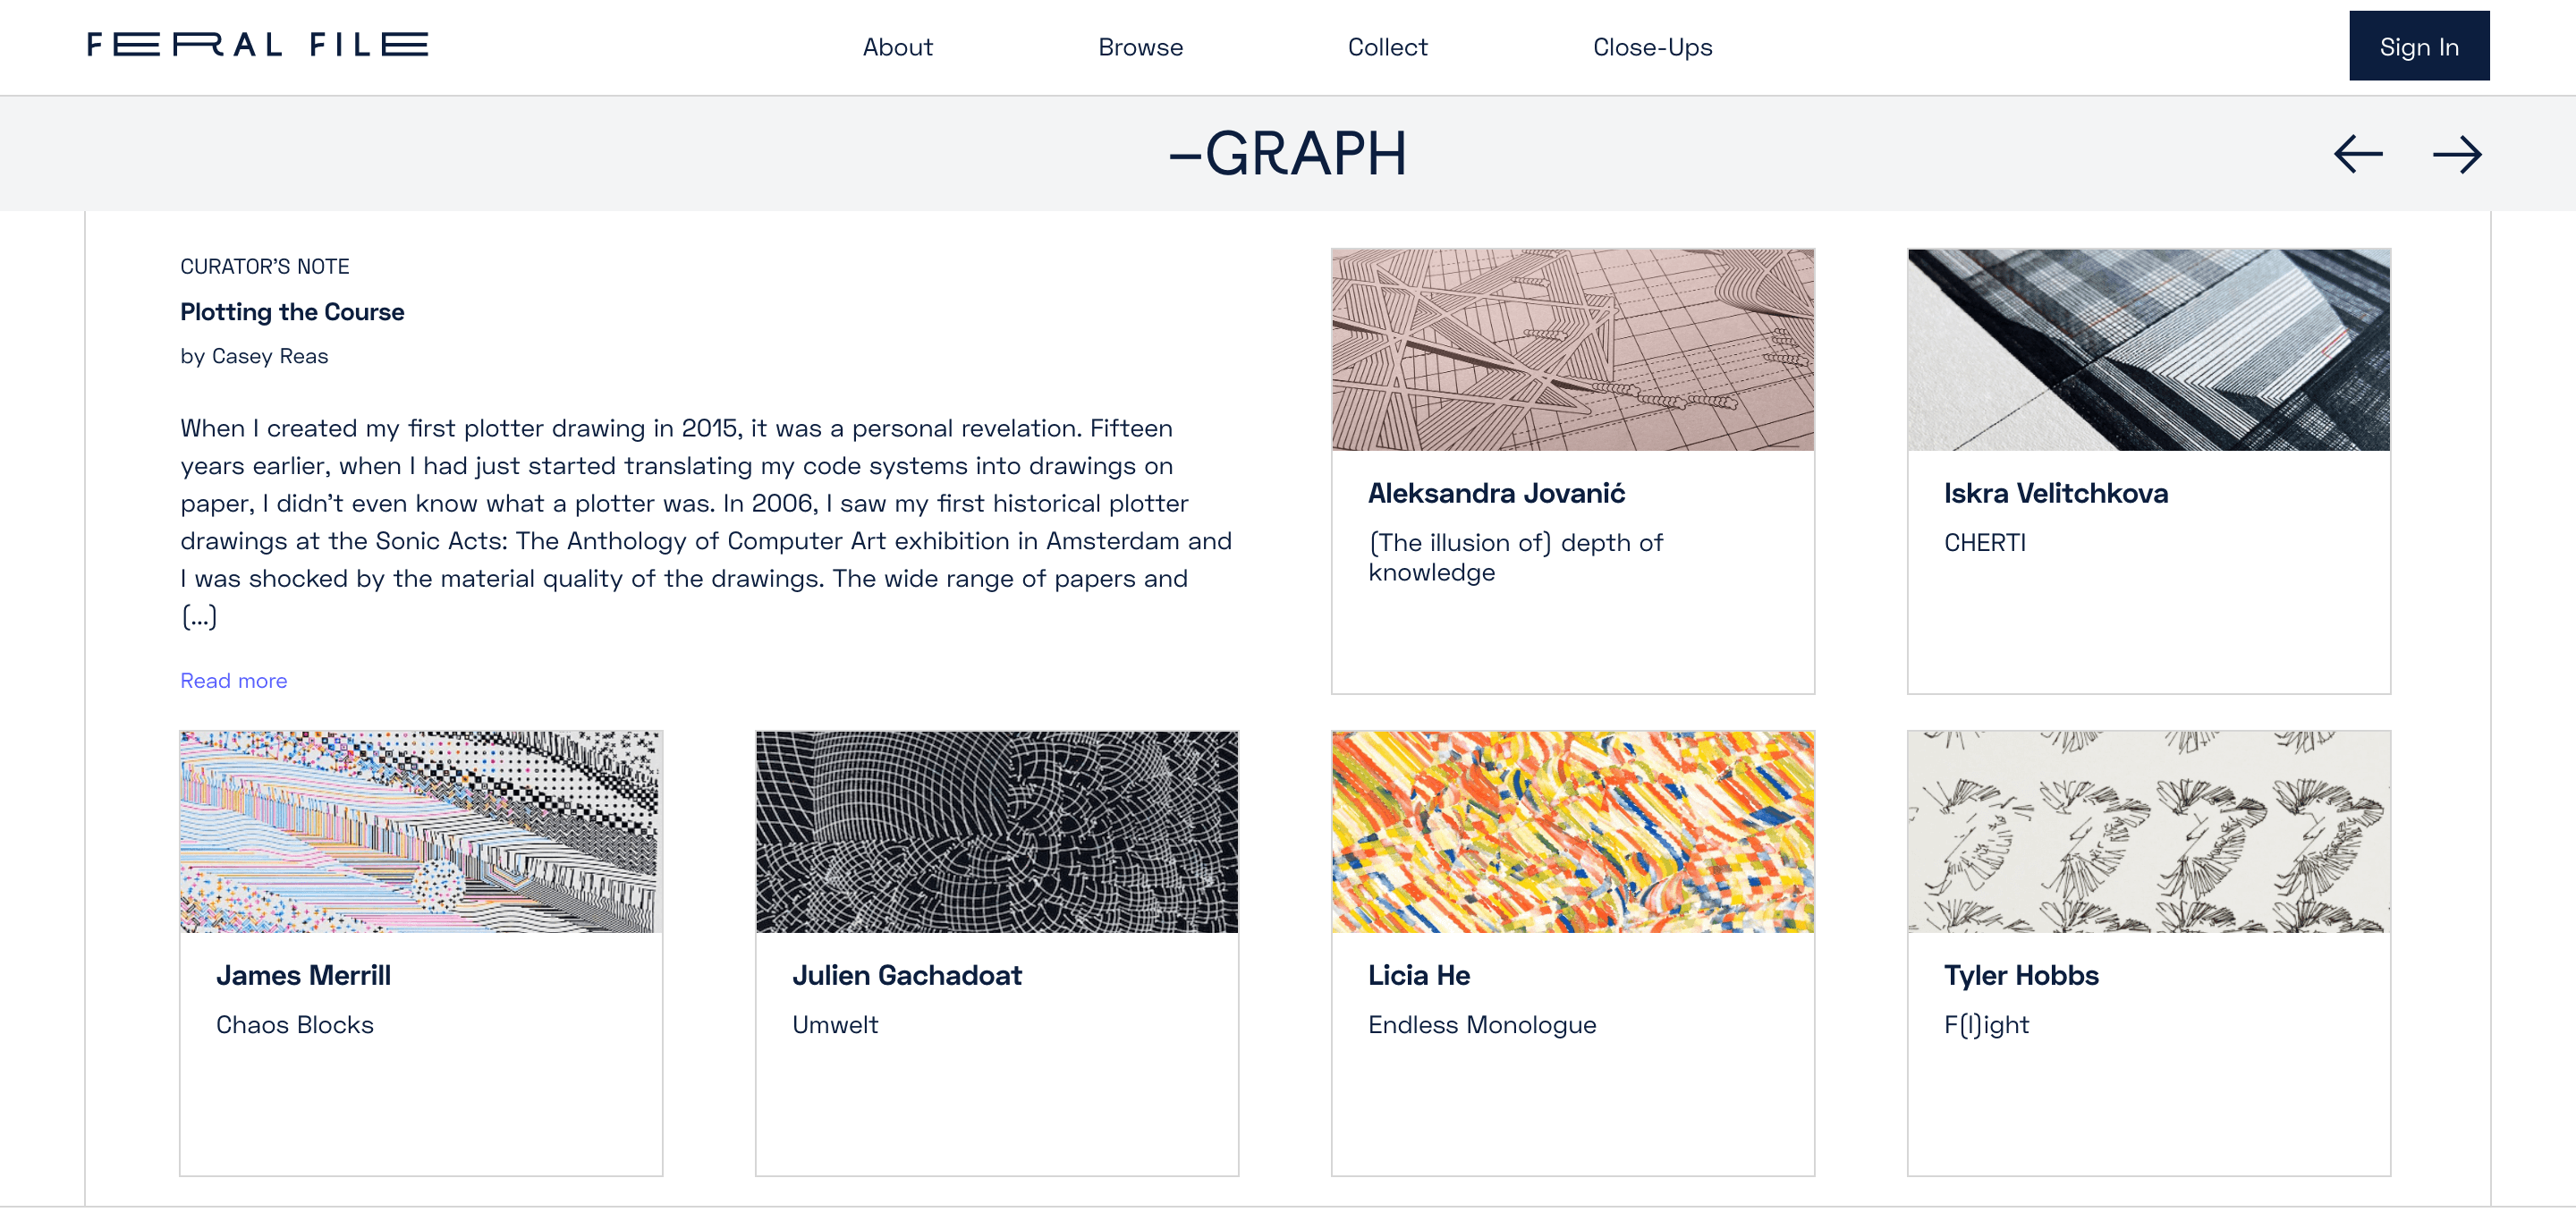 FERAL FILE
About
Browse
Collect
Close-Ups
Sign In
–GRAPH
CURATOR’S NOTE
Plotting the Course
by Casey Reas
When I created my first plotter drawing in 2015, it was a personal revelation. Fifteen
years earlier, when I had just started translating my code systems into drawings on
paper, I didn’t even know what a plotter was. In 2006, I saw my first historical plotter
drawings at the Sonic Acts: The Anthology of Computer Art exhibition in Amsterdam and
I was shocked by the material quality of the drawings. The wide range of papers and
(...)
Read more
Aleksandra Jovanić
(The illusion of) depth of
knowledge
Iskra Velitchkova
CHERTI
James Merrill
Chaos Blocks
Julien Gachadoat
Umwelt
Licia He
Endless Monologue
Tyler Hobbs
F(l)ight